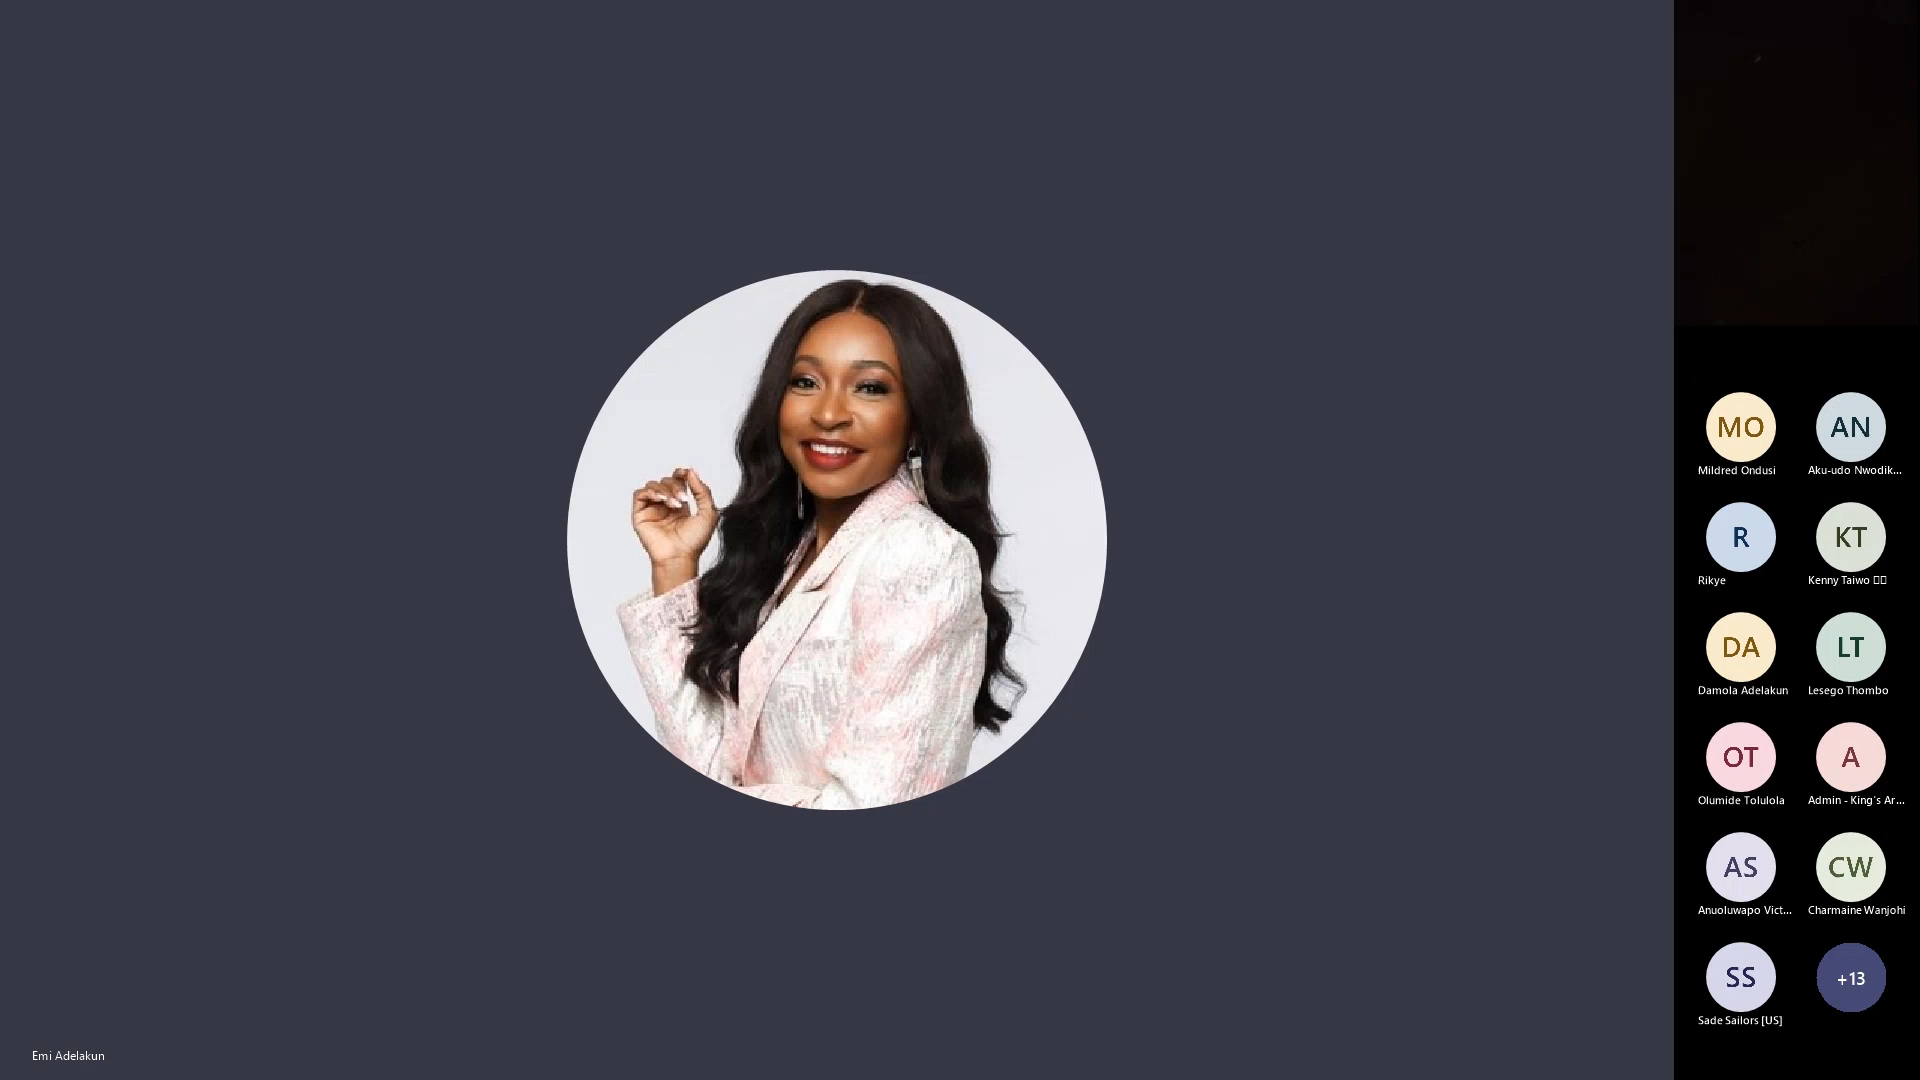 MO
AN
Mildred Ondusi
Aku-udo Nwodik...
R
KT
Rikye
Kenny Taiwo
DA
LT
Damola Adelakun
Lesego Thombo
OT
A
Olumide Tolulola
Admin - King's Ar...
AS
CW
Anuoluwapo Vict...
Charmaine Wanjohi
SS
+13
Sade Sailors [US]
Emi Adelakun